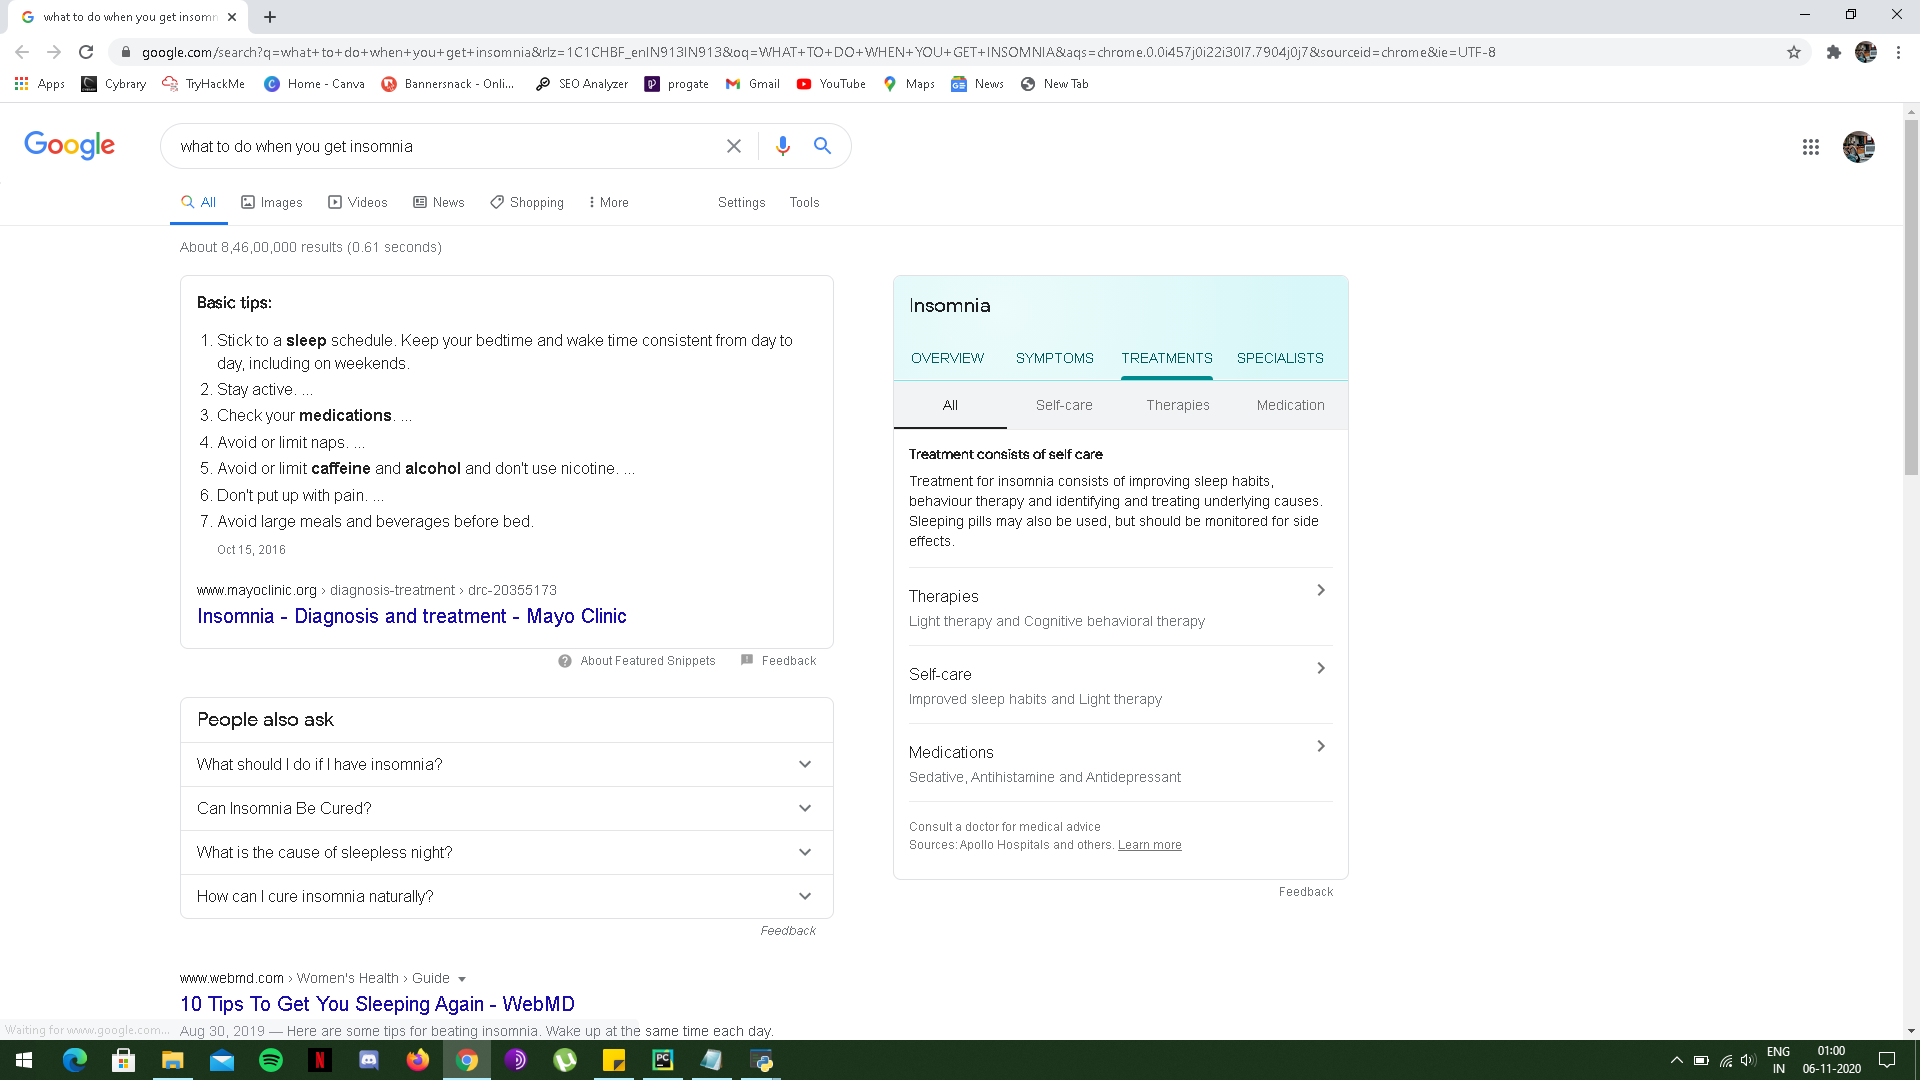 what to do when you get insomn
google.com/search?q=what+to+do+when+you+get+insomnia&rlz=1C1CHBF_enIN913IN913&oq=WHAT+TO+DO+WHEN+YOU+GET+INSOMNIA&aqs=chrome.0.0i457j0i22i30l7.7904j0j7&sourceid=chrome&ie=UTF-8
Apps Cybrary TryHackMe Home - Canva Bannersnack - Onli... SEO Analyzer progate Gmail YouTube Maps News New Tab
Google what to do when you get insomnia
All Images Videos News Shopping More Settings Tools
About 8,46,00,000 results (0.61 seconds)
Basic tips:
1. Stick to a sleep schedule. Keep your bedtime and wake time consistent from day to
day, including on weekends.
2. Stay active. ...
3. Check your medications. ...
4. Avoid or limit naps. ...
5. Avoid or limit caffeine and alcohol and don't use nicotine. ...
6. Don't put up with pain. ...
7. Avoid large meals and beverages before bed.
Oct 15, 2016
www.mayoclinic.org › diagnosis-treatment › drc-20355173
Insomnia - Diagnosis and treatment - Mayo Clinic
About Featured Snippets Feedback
People also ask
What should I do if I have insomnia?
Can Insomnia Be Cured?
What is the cause of sleepless night?
How can I cure insomnia naturally?
Feedback
www.webmd.com › Women's Health › Guide
10 Tips To Get You Sleeping Again - WebMD
Aug 30, 2019 — Here are some tips for beating insomnia. Wake up at the same time each day.
Insomnia
OVERVIEW SYMPTOMS TREATMENTS SPECIALISTS
All Self-care Therapies Medication
Treatment consists of self care
Treatment for insomnia consists of improving sleep habits,
behaviour therapy and identifying and treating underlying causes.
Sleeping pills may also be used, but should be monitored for side
effects.
Therapies
Light therapy and Cognitive behavioral therapy
Self-care
Improved sleep habits and Light therapy
Medications
Sedative, Antihistamine and Antidepressant
Consult a doctor for medical advice
Sources: Apollo Hospitals and others. Learn more
Feedback
Waiting for www.google.com...
ENG
IN
01:00
06-11-2020